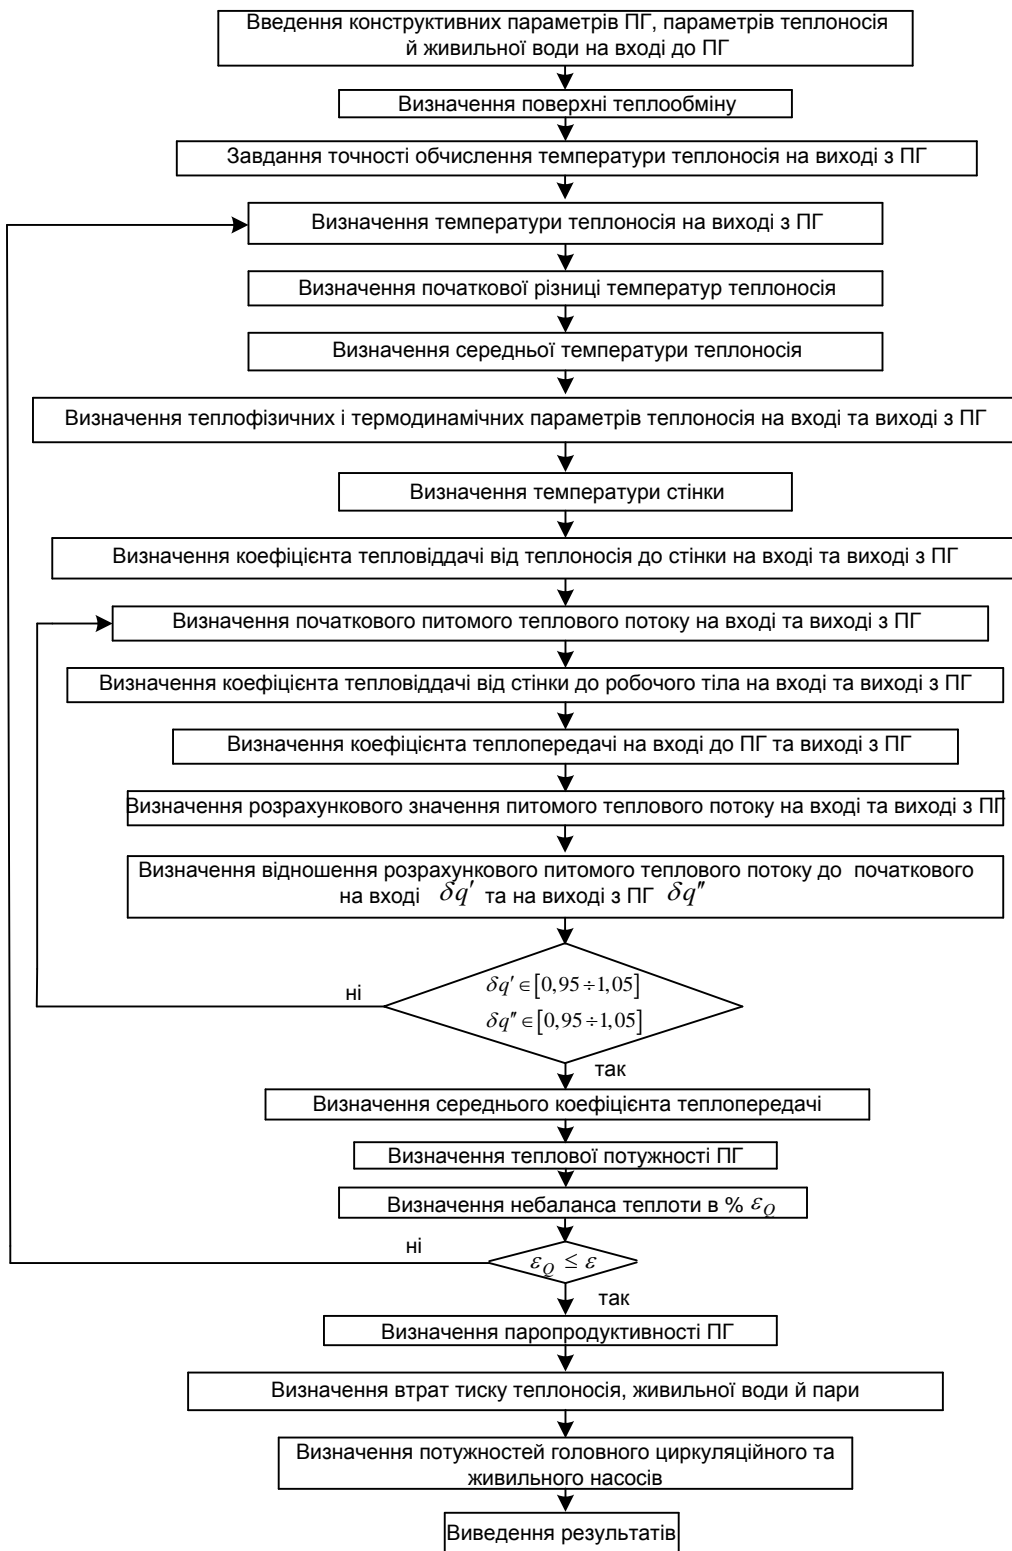 Введення конструктивних параметрів ПГ, параметрів теплоносія
й живильної води на вході до ПГ
Визначення поверхні теплообміну
Завдання точності обчислення температури теплоносія на виході з ПГ
Визначення температури теплоносія на виході з ПГ
Визначення початкової різниці температур теплоносія
Визначення середньої температури теплоносія
Визначення теплофізичних і термодинамічних параметрів теплоносія на вході та виході з ПГ
Визначення температури стінки
Визначення коефіцієнта тепловіддачі від теплоносія до стінки на вході та виході з ПГ
Визначення початкового питомого теплового потоку на вході та виході з ПГ
Визначення коефіцієнта тепловіддачі від стінки до робочого тіла на вході та виході з ПГ
Визначення коефіцієнта теплопередачі на вході до ПГ та виході з ПГ
Визначення розрахункового значення питомого теплового потоку на вході та виході з ПГ
Визначення відношення розрахункового питомого теплового потоку до початкового
на вході δq′ та на виході з ПГ δq″
δq′ ∈ [0,95 ÷ 1,05]
ні
δq″ ∈ [0,95 ÷ 1,05]
так
Визначення середнього коефіцієнта теплопередачі
Визначення теплової потужності ПГ
Визначення небаланса теплоти в % ε_Q
ні
ε_Q ≤ ε
так
Визначення паропродуктивності ПГ
Визначення втрат тиску теплоносія, живильної води й пари
Визначення потужностей головного циркуляційного та
живильного насосів
Виведення результатів